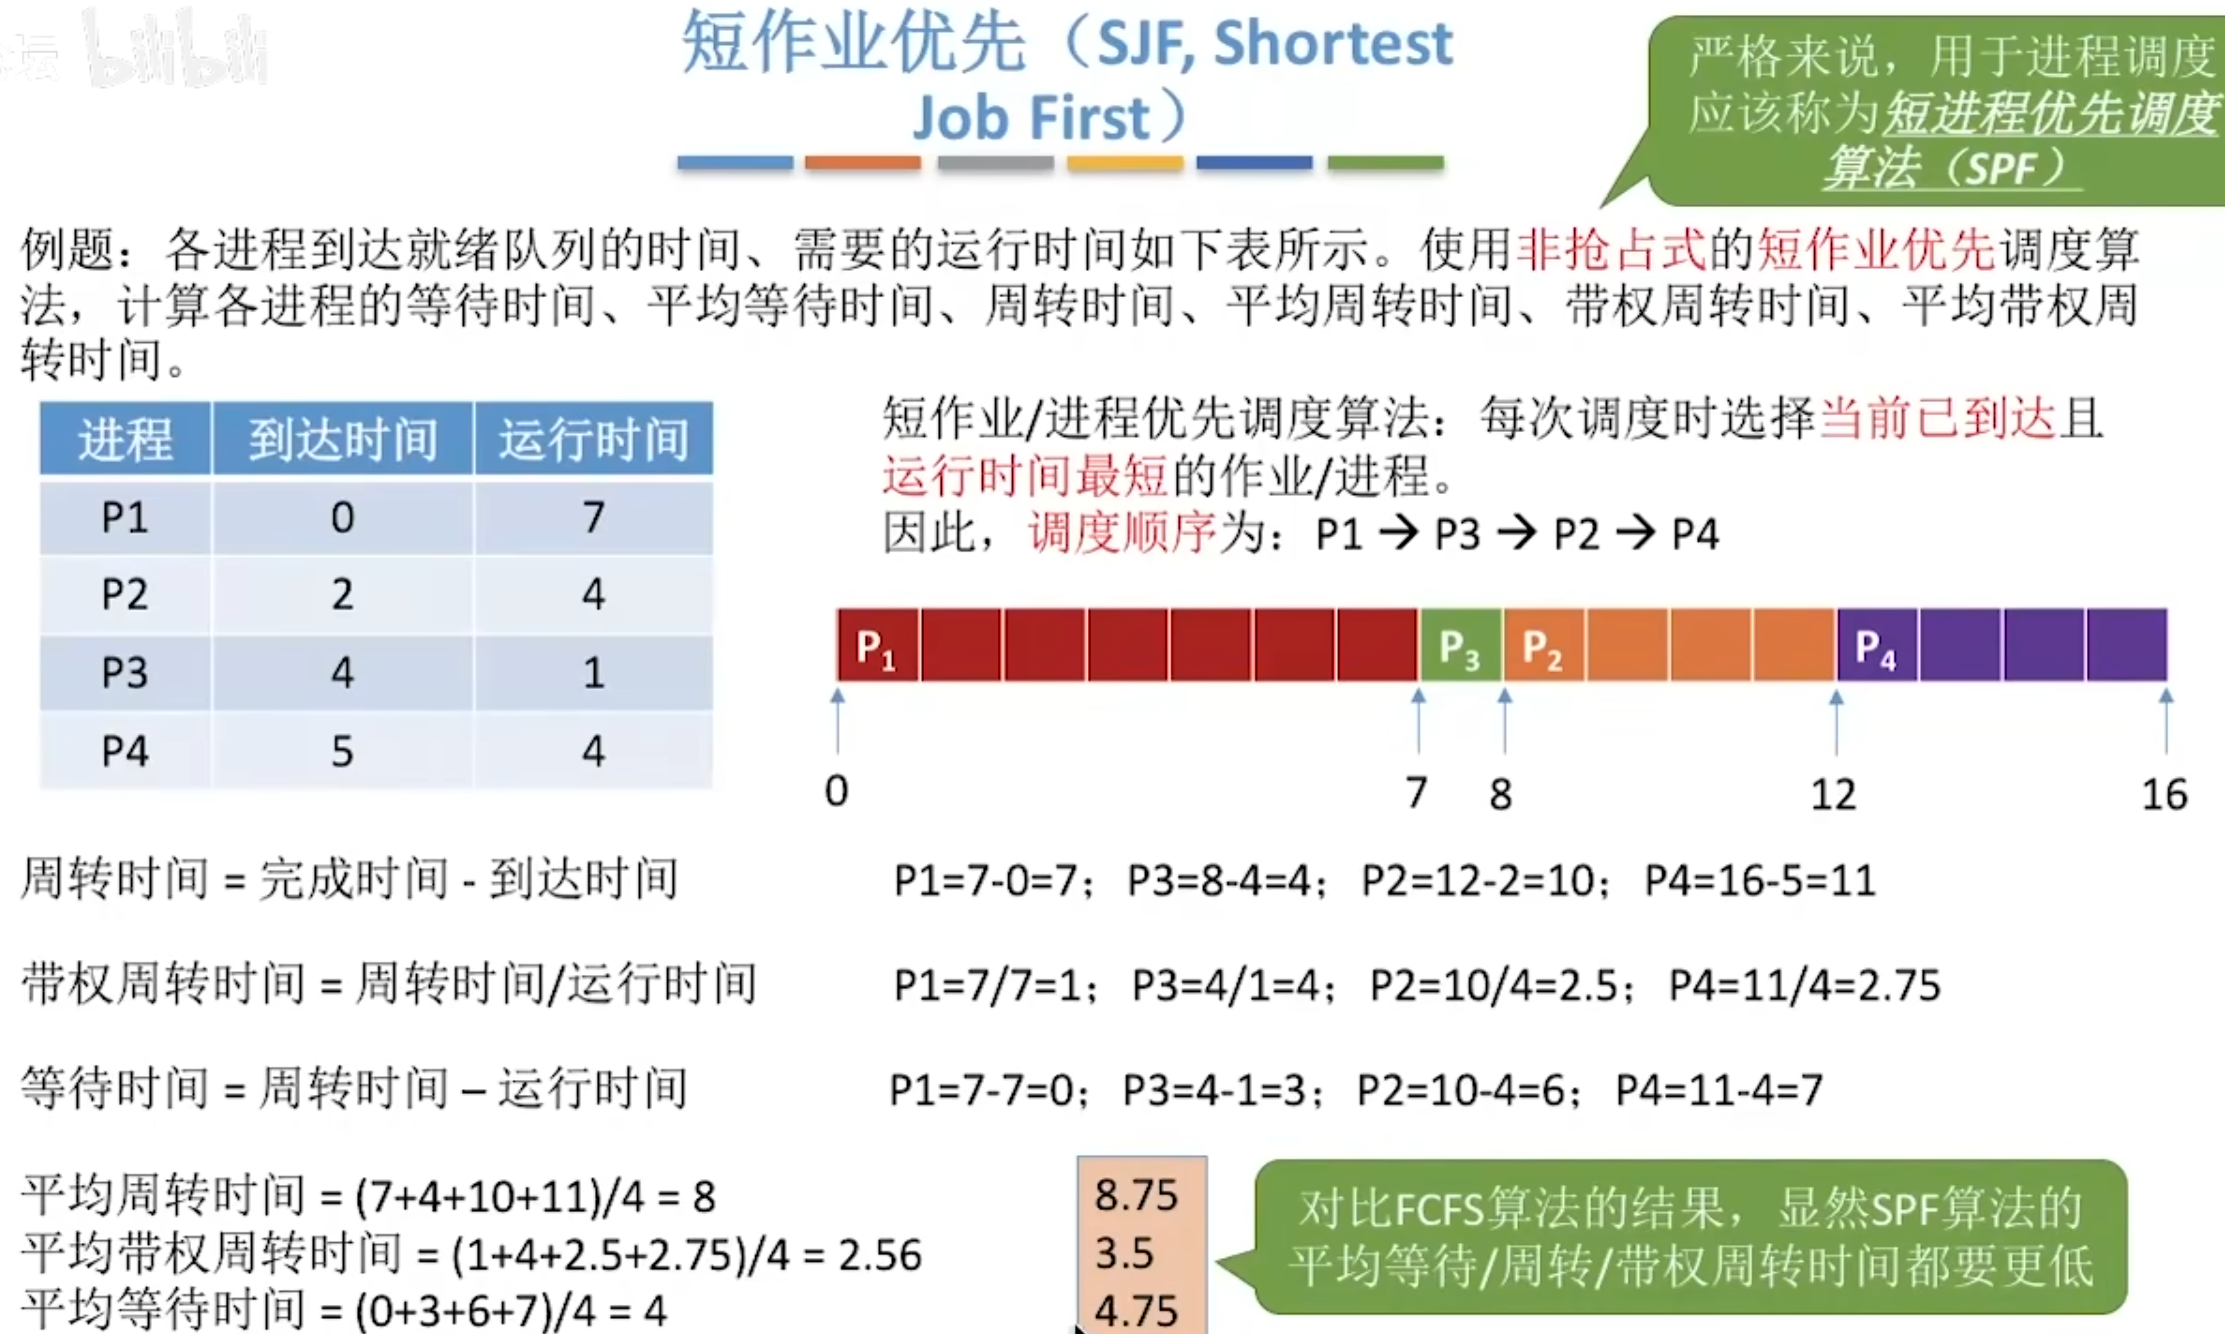 坛 bilibili
短作业优先（SJF, Shortest
Job First）
严格来说，用于进程调度
应该称为短进程优先调度
算法（SPF）
例题：各进程到达就绪队列的时间、需要的运行时间如下表所示。使用非抢占式的短作业优先调度算
法，计算各进程的等待时间、平均等待时间、周转时间、平均周转时间、带权周转时间、平均带权周
转时间。
进程 到达时间 运行时间
P1 0 7
P2 2 4
P3 4 1
P4 5 4
短作业/进程优先调度算法：每次调度时选择当前已到达且
运行时间最短的作业/进程。
因此，调度顺序为：P1 → P3 → P2 → P4
P1 P3 P2 P4
0 7 8 12 16
周转时间 = 完成时间 - 到达时间 P1=7-0=7；P3=8-4=4；P2=12-2=10；P4=16-5=11
带权周转时间 = 周转时间/运行时间 P1=7/7=1；P3=4/1=4；P2=10/4=2.5；P4=11/4=2.75
等待时间 = 周转时间 – 运行时间 P1=7-7=0；P3=4-1=3；P2=10-4=6；P4=11-4=7
平均周转时间 = (7+4+10+11)/4 = 8
平均带权周转时间 = (1+4+2.5+2.75)/4 = 2.56
平均等待时间 = (0+3+6+7)/4 = 4
8.75
3.5
4.75
对比FCFS算法的结果，显然SPF算法的
平均等待/周转/带权周转时间都要更低